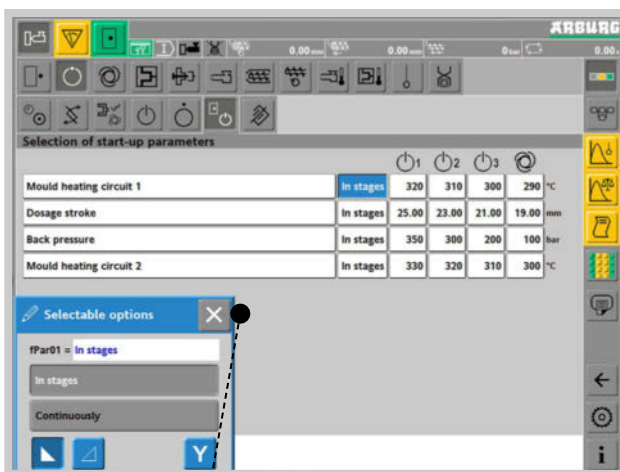 ARBURG
0.00 mm 0.00 mm 0 bar 0.00
Selection of start-up parameters
1 2 3
Mould heating circuit 1 In stages 320 310 300 290 °C
Dosage stroke In stages 25.00 23.00 21.00 19.00 mm
Back pressure In stages 350 300 200 100 bar
Mould heating circuit 2 In stages 330 320 310 300 °C
Selectable options
fPar01 = In stages
In stages
Continuously
Y
i